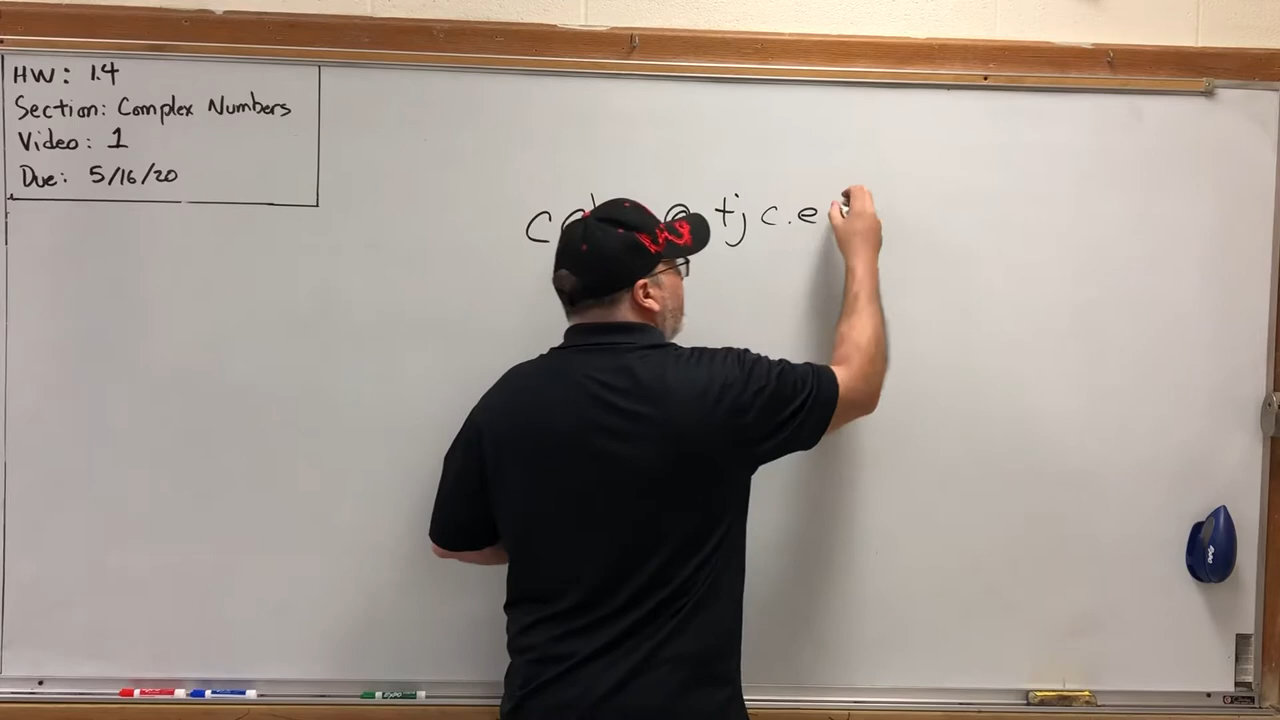 HW: 1.4
Section: Complex Numbers
Video: 1
Due: 5/16/20
tjc.e